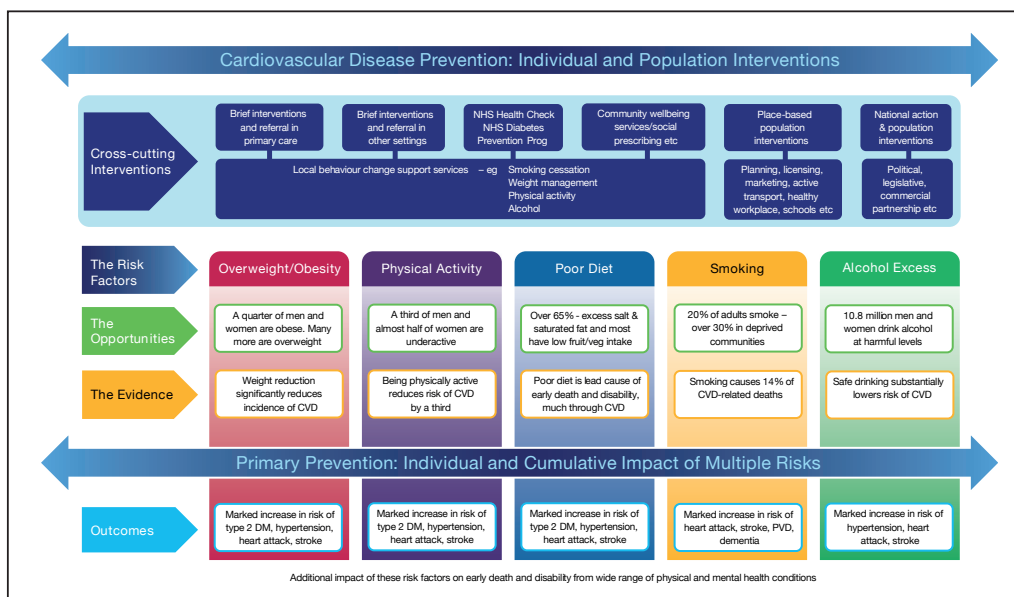 Cardiovascular Disease Prevention: Individual and Population Interventions
Cross-cutting
Interventions
Brief interventions
and referral in
primary care
Brief interventions
and referral in
other settings
NHS Health Check
NHS Diabetes
Prevention Prog
Community wellbeing
services/social
prescribing etc
Place-based
population
interventions
National action
& population
interventions
Local behaviour change support services – eg Smoking cessation
Weight management
Physical activity
Alcohol
Planning, licensing,
marketing, active
transport, healthy
workplace, schools etc
Political,
legislative,
commercial
partnership etc
The Risk
Factors
Overweight/Obesity
Physical Activity
Poor Diet
Smoking
Alcohol Excess
The
Opportunities
A quarter of men and
women are obese. Many
more are overweight
A third of men and
almost half of women are
underactive
Over 65% - excess salt &
saturated fat and most
have low fruit/veg intake
20% of adults smoke –
over 30% in deprived
communities
10.8 million men and
women drink alcohol
at harmful levels
The Evidence
Weight reduction
significantly reduces
incidence of CVD
Being physically active
reduces risk of CVD
by a third
Poor diet is lead cause of
early death and disability,
much through CVD
Smoking causes 14% of
CVD-related deaths
Safe drinking substantially
lowers risk of CVD
Primary Prevention: Individual and Cumulative Impact of Multiple Risks
Outcomes
Marked increase in risk of
type 2 DM, hypertension,
heart attack, stroke
Marked increase in risk of
type 2 DM, hypertension,
heart attack, stroke
Marked increase in risk of
type 2 DM, hypertension,
heart attack, stroke
Marked increase in risk of
heart attack, stroke, PVD,
dementia
Marked increase in risk of
hypertension, heart
attack, stroke
Additional impact of these risk factors on early death and disability from wide range of physical and mental health conditions